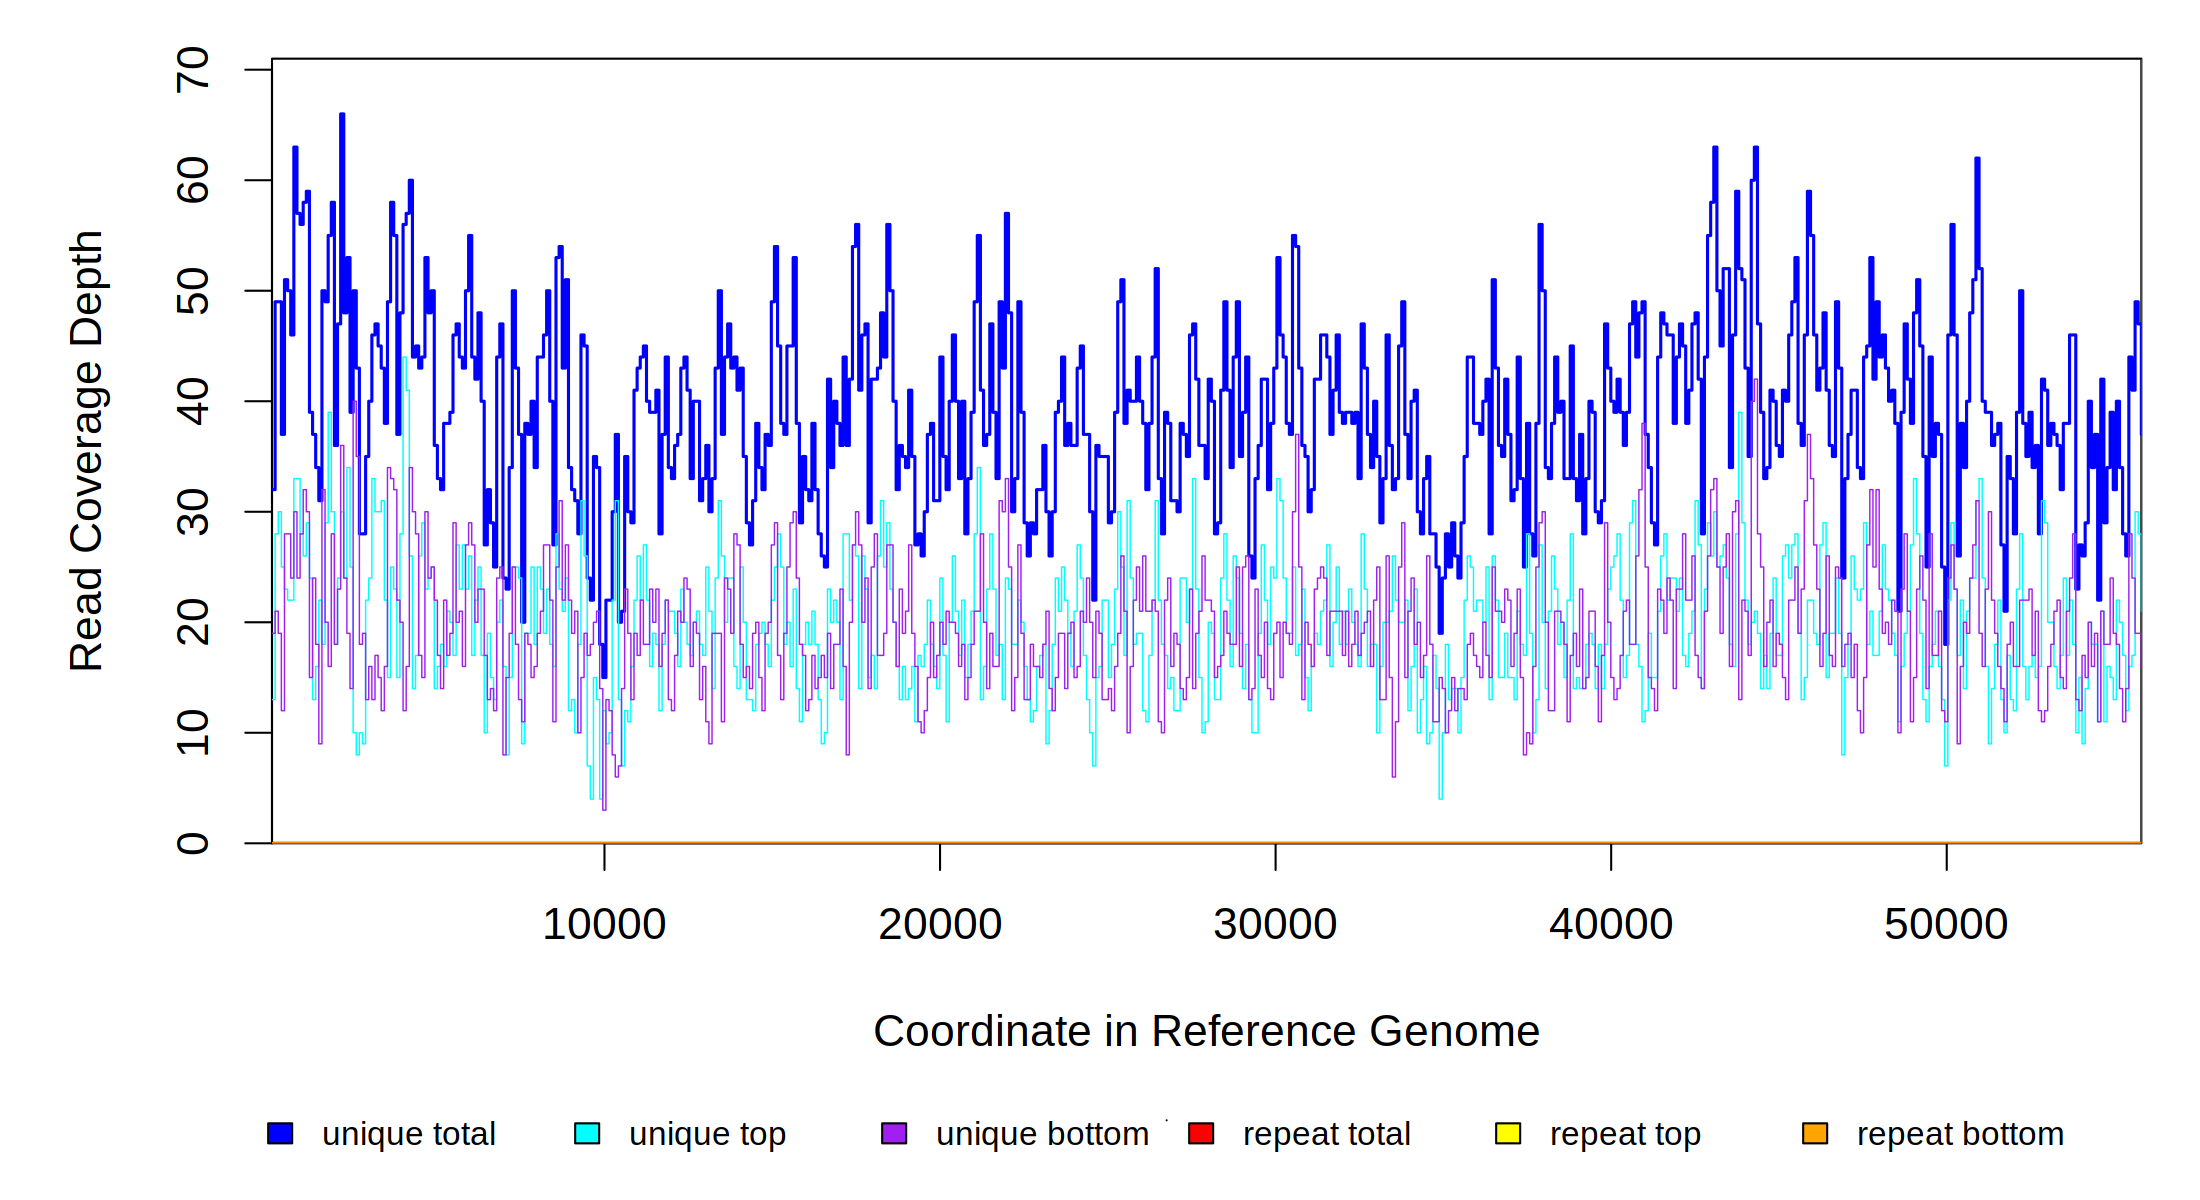 Read Coverage Depth
70
60
50
40
30
20
10
0
10000 20000 30000 40000 50000
Coordinate in Reference Genome
unique total unique top unique bottom repeat total repeat top repeat bottom